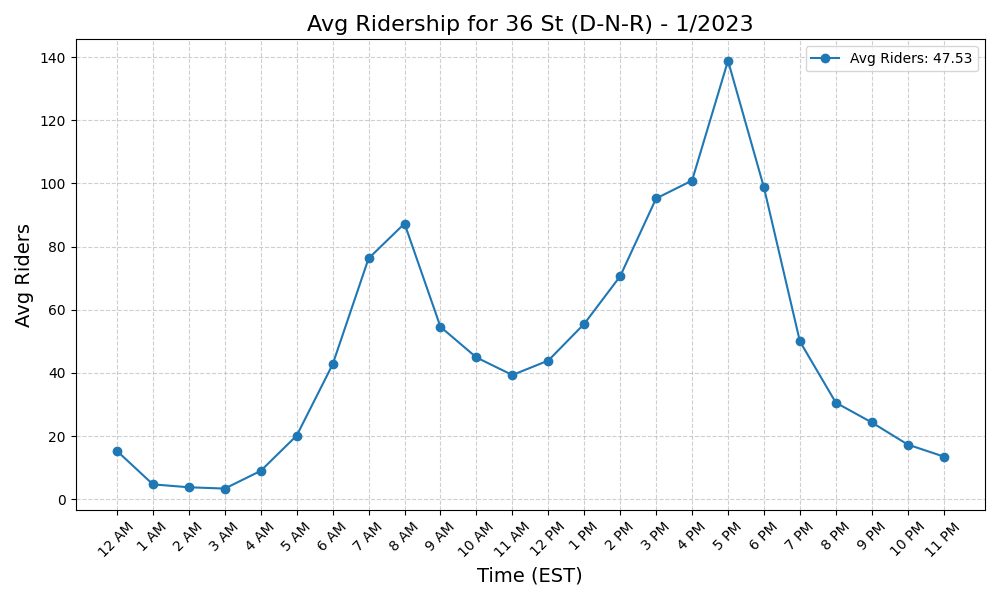 Avg Ridership for 36 St (D-N-R) - 1/2023
Avg Riders: 47.53
Avg Riders
140
120
100
80
60
40
20
0
12 AM
1 AM
2 AM
3 AM
4 AM
5 AM
6 AM
7 AM
8 AM
9 AM
10 AM
11 AM
12 PM
1 PM
2 PM
3 PM
4 PM
5 PM
6 PM
7 PM
8 PM
9 PM
10 PM
11 PM
Time (EST)